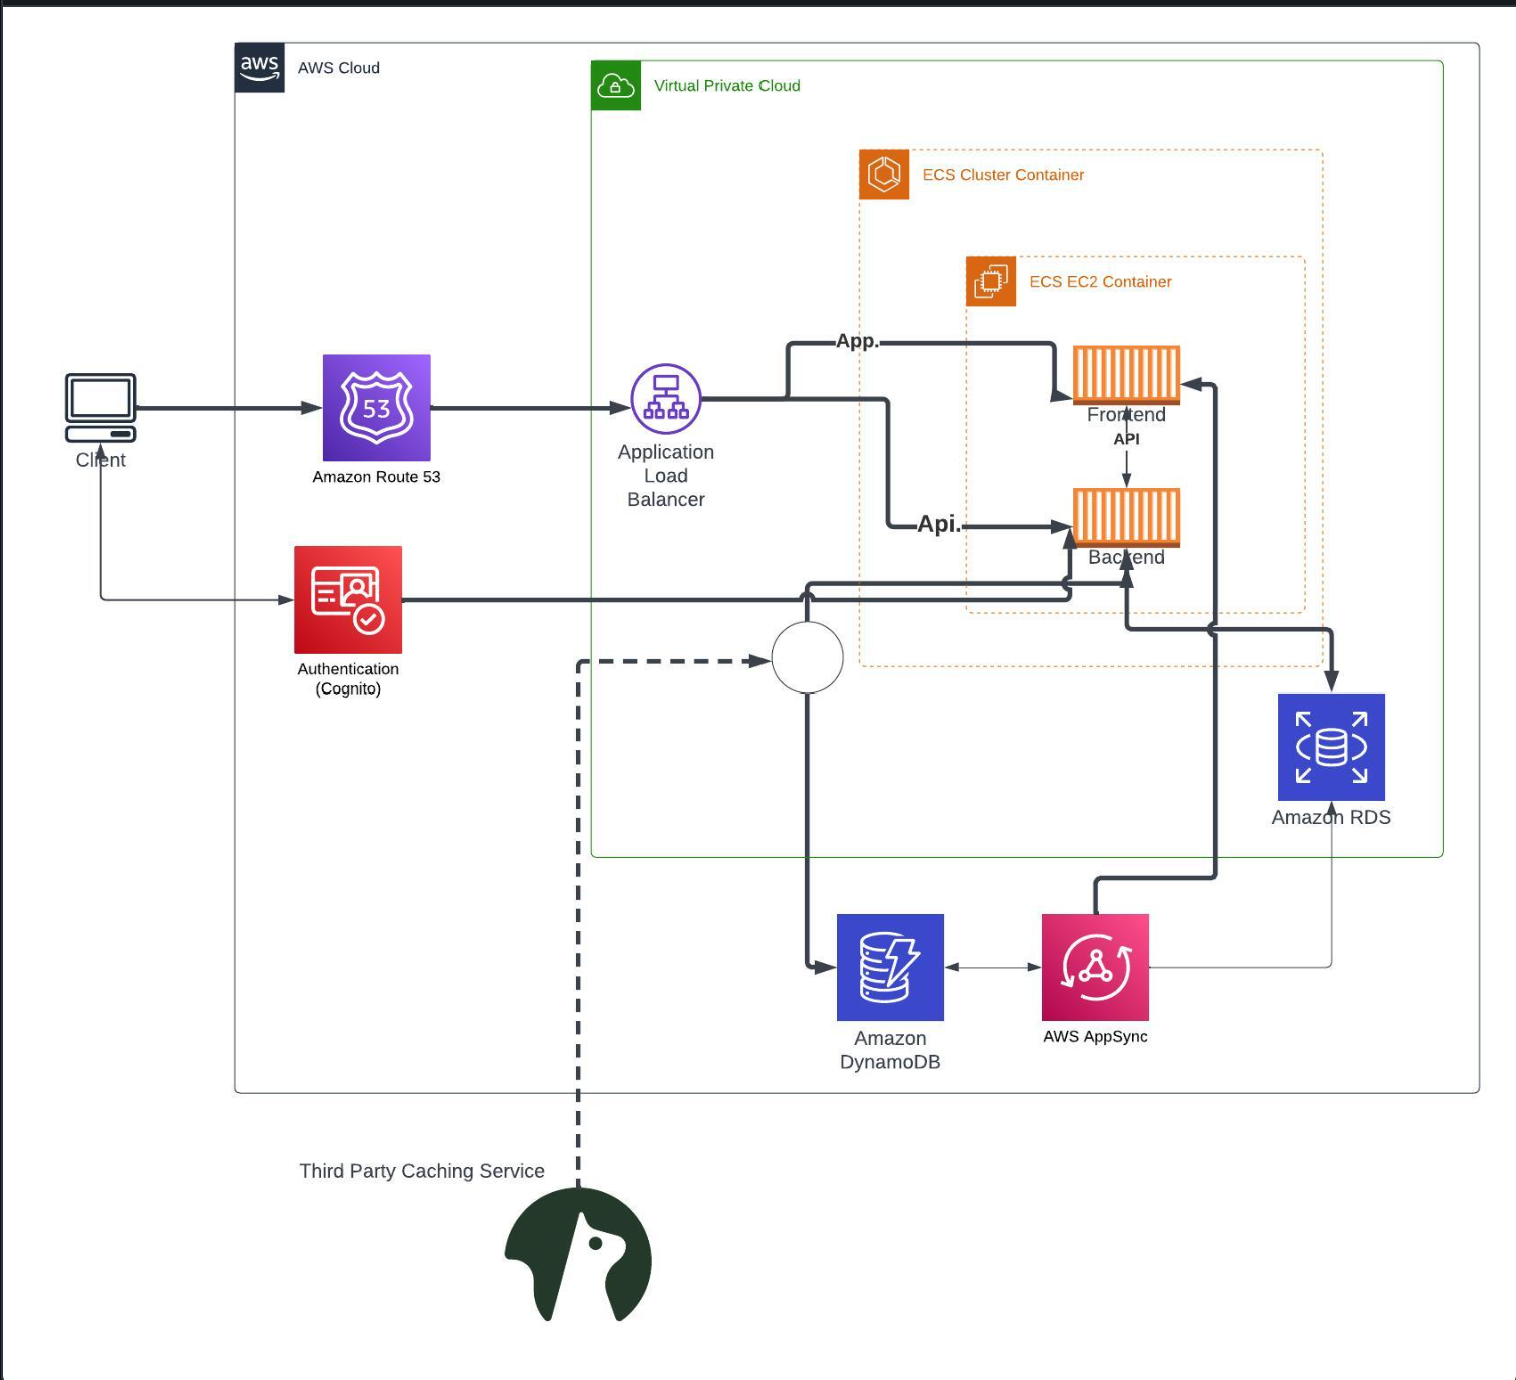 aws
AWS Cloud
Virtual Private Cloud
ECS Cluster Container
ECS EC2 Container
App.
53
Frontend
Client
API
Application
Load
Balancer
Amazon Route 53
Api.
Backend
Authentication
(Cognito)
Amazon RDS
Amazon
DynamoDB
AWS AppSync
Third Party Caching Service